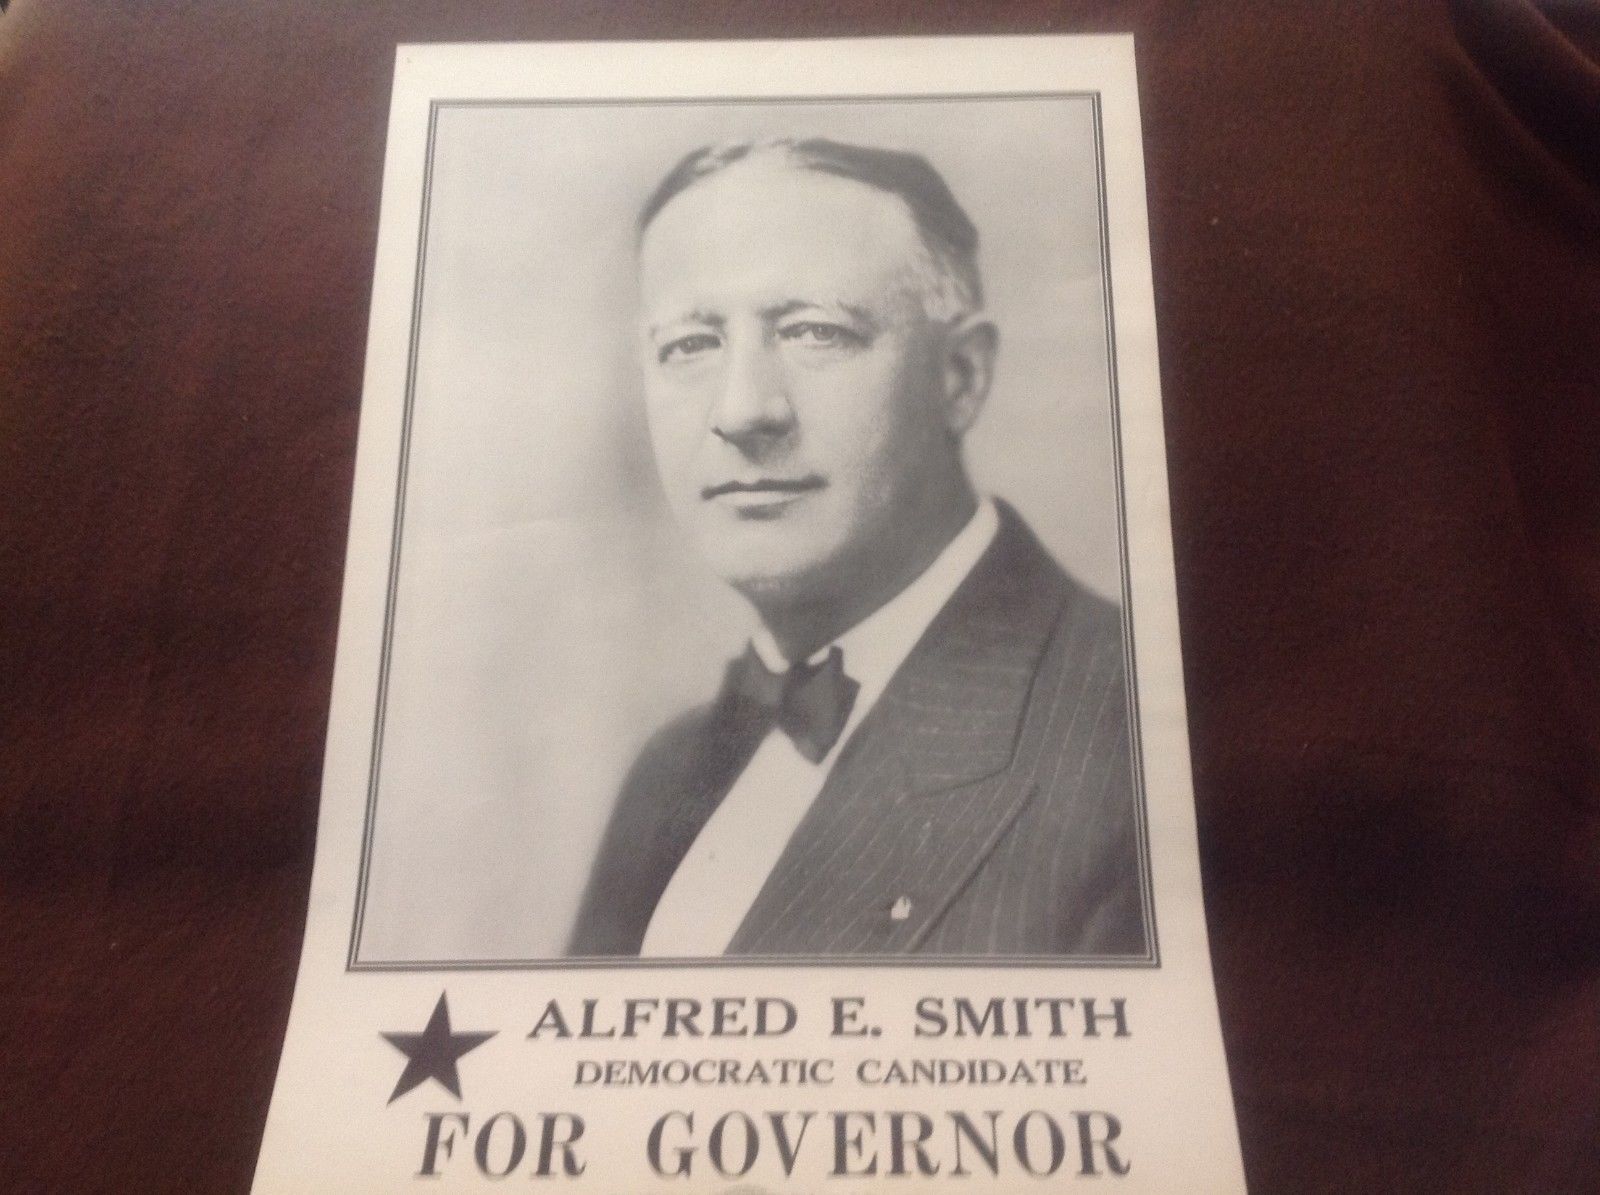 ALFRED E. SMITH
DEMOCRATIC CANDIDATE
FOR GOVERNOR